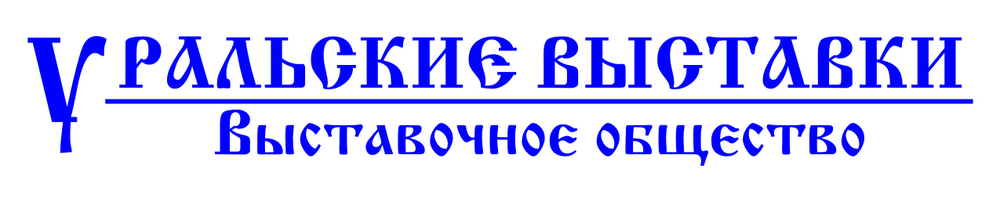 УРАЛЬСКИЕ ВЫСТАВКИ
Выставочное общество